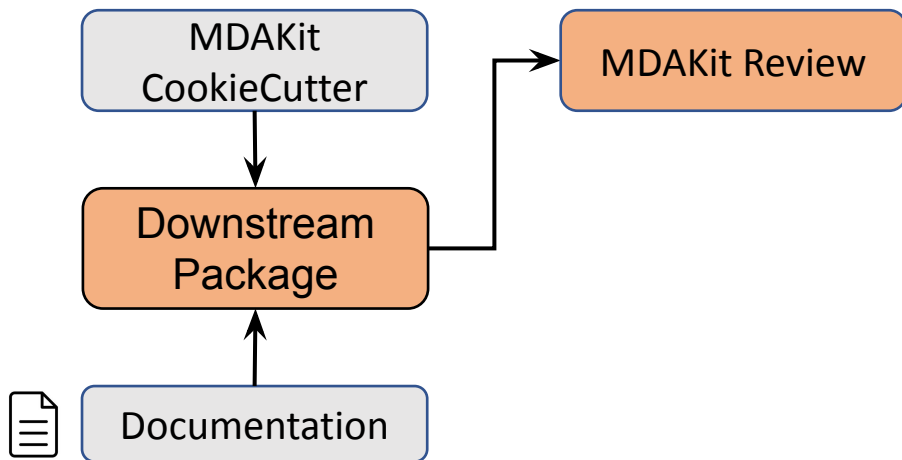 MDAKit
CookieCutter
MDAKit Review
Downstream
Package
Documentation